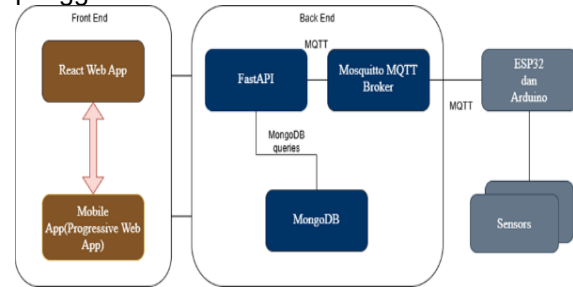 Front End
React Web App
Mobile
App(Progressive Web
App)
Back End
MQTT
FastAPI
Mosquitto MQTT
Broker
MongoDB
queries
MongoDB
MQTT
ESP32
dan
Arduino
Sensors